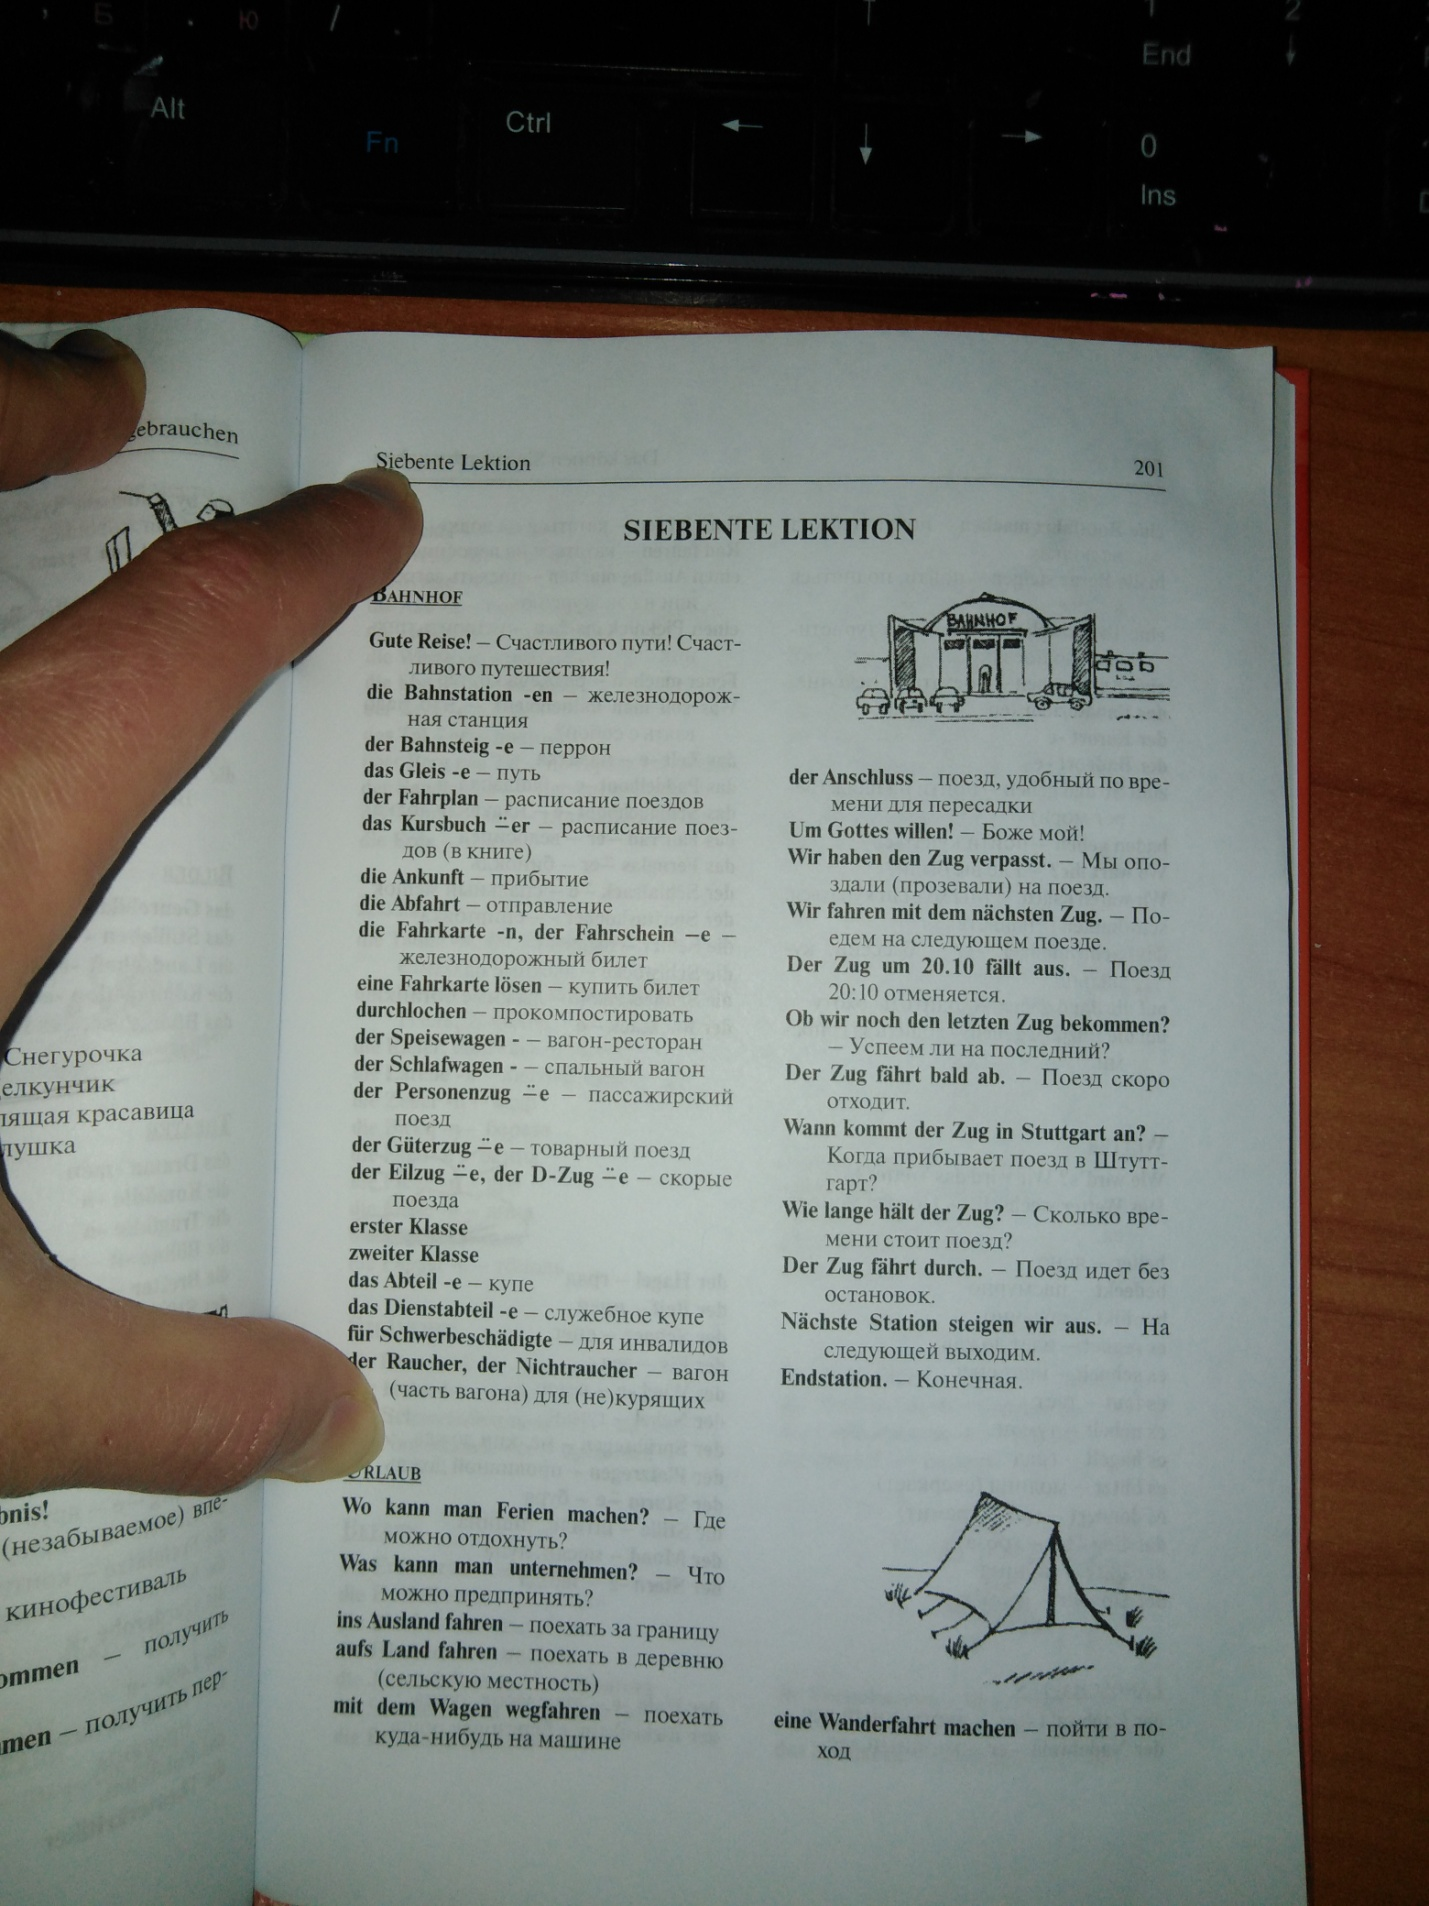 Б
.
Ю
/
.
1
End
2
Alt
Fn
Ctrl
0
Ins
gebrauchen
Снегурочка
елкунчик
ящая красавица
лушка
bnis!
(незабываемое) впе-
кинофестиваль
ommen — получить
men — получить пер-
Siebente Lektion 201
SIEBENTE LEKTION
BAHNHOF
Gute Reise! – Счастливого пути! Счаст-
ливого путешествия!
die Bahnstation -en – железнодорож-
ная станция
der Bahnsteig -e – перрон
das Gleis -e – путь
der Fahrplan – расписание поездов
das Kursbuch ¨-er – расписание поез-
дов (в книге)
die Ankunft – прибытие
die Abfahrt – отправление
die Fahrkarte -n, der Fahrschein –e –
железнодорожный билет
eine Fahrkarte lösen – купить билет
durchlochen – прокомпостировать
der Speisewagen - – вагон-ресторан
der Schlafwagen - – спальный вагон
der Personenzug ¨-e – пассажирский
поезд
der Güterzug ¨-e – товарный поезд
der Eilzug ¨-e, der D-Zug ¨-e – скорые
поезда
erster Klasse
zweiter Klasse
das Abteil -e – купе
das Dienstabteil -e – служебное купе
für Schwerbeschädigte – для инвалидов
der Raucher, der Nichtraucher – вагон
(часть вагона) для (не)курящих
BAHNHOF
der Anschluss – поезд, удобный по вре-
мени для пересадки
Um Gottes willen! – Боже мой!
Wir haben den Zug verpasst. – Мы опо-
здали (прозевали) на поезд.
Wir fahren mit dem nächsten Zug. – По-
едем на следующем поезде.
Der Zug um 20.10 fällt aus. – Поезд
20:10 отменяется.
Ob wir noch den letzten Zug bekommen?
– Успеем ли на последний?
Der Zug fährt bald ab. – Поезд скоро
отходит.
Wann kommt der Zug in Stuttgart an? –
Когда прибывает поезд в Штутт-
гарт?
Wie lange hält der Zug? – Сколько вре-
мени стоит поезд?
Der Zug fährt durch. – Поезд идет без
остановок.
Nächste Station steigen wir aus. – На
следующей выходим.
Endstation. – Конечная.
URLAUB
Wo kann man Ferien machen? – Где
можно отдохнуть?
Was kann man unternehmen? – Что
можно предпринять?
ins Ausland fahren – поехать за границу
aufs Land fahren – поехать в деревню
(сельскую местность)
mit dem Wagen wegfahren – поехать
куда-нибудь на машине
eine Wanderfahrt machen – пойти в по-
ход